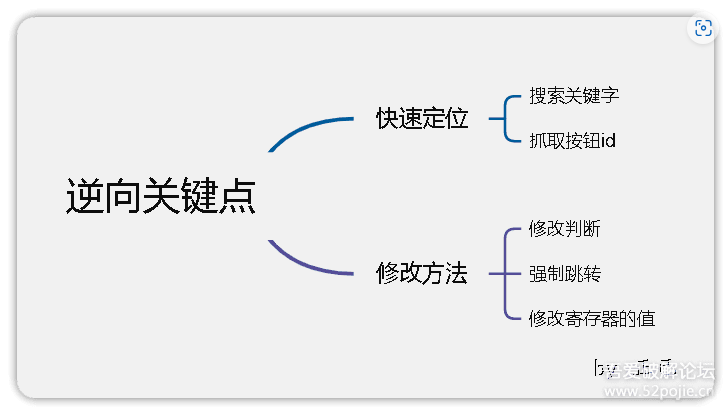 逆向关键点
快速定位
搜索关键字
抓取按钮id
修改方法
修改判断
强制跳转
修改寄存器的值
by
吾爱破解论坛
www.52pojie.cn